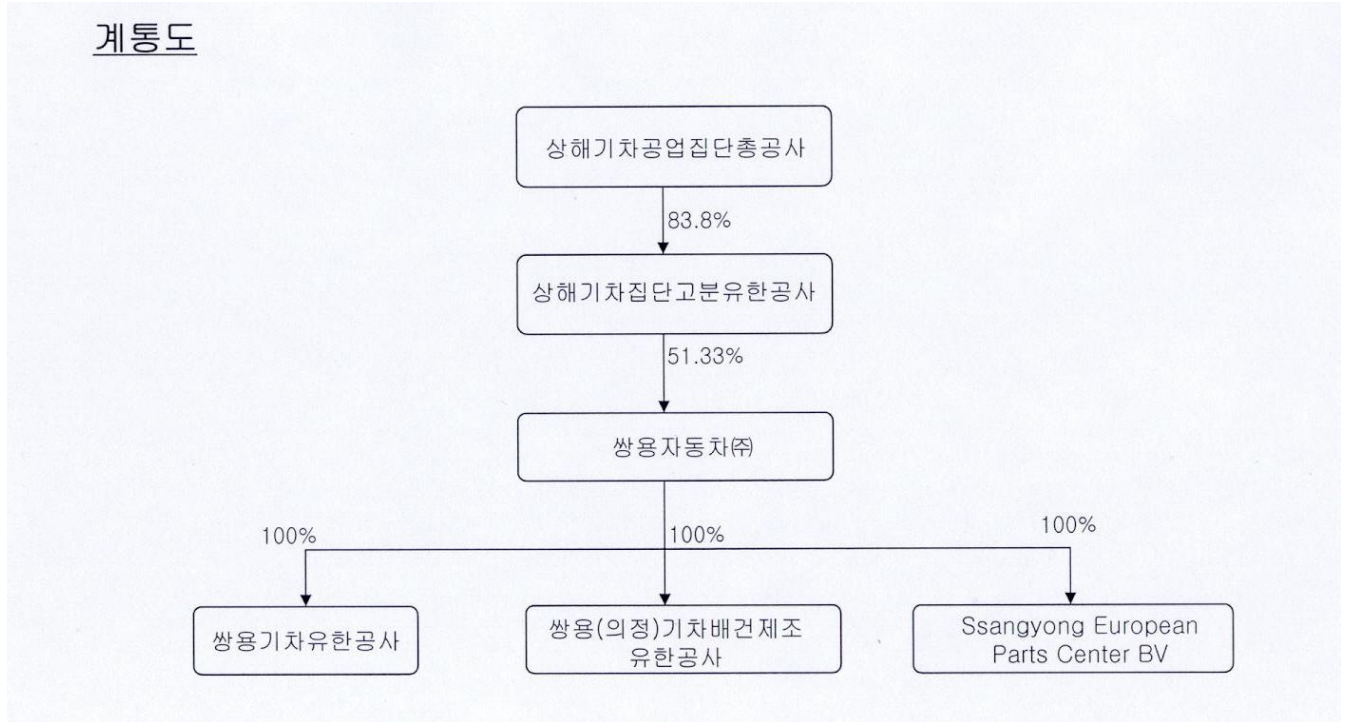 계통도
상해기차공업집단총공사
83.8%
상해기차집단고분유한공사
51.33%
쌍용자동차㈜
100%
100%
100%
쌍용기차유한공사
쌍용(의정)기차배건제조
유한공사
Ssangyong European
Parts Center BV